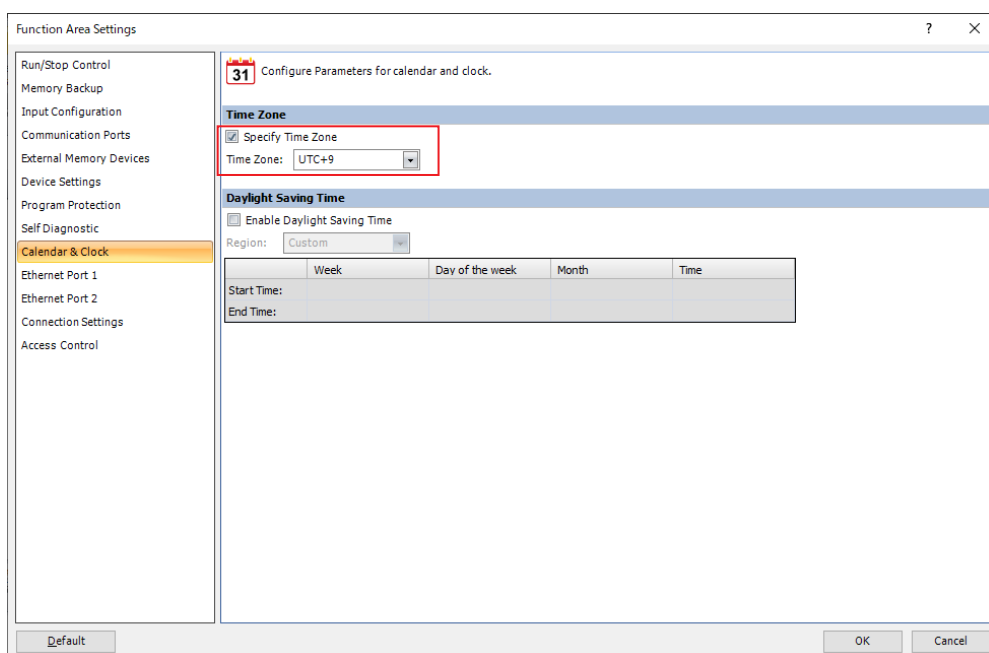 Function Area Settings
?
Run/Stop Control
Memory Backup
Input Configuration
Communication Ports
External Memory Devices
Device Settings
Program Protection
Self Diagnostic
Calendar & Clock
Ethernet Port 1
Ethernet Port 2
Connection Settings
Access Control
31 Configure Parameters for calendar and clock.
Time Zone
Specify Time Zone
Time Zone: UTC+9
Daylight Saving Time
Enable Daylight Saving Time
Region: Custom
Week Day of the week Month Time
Start Time:
End Time:
Default OK Cancel